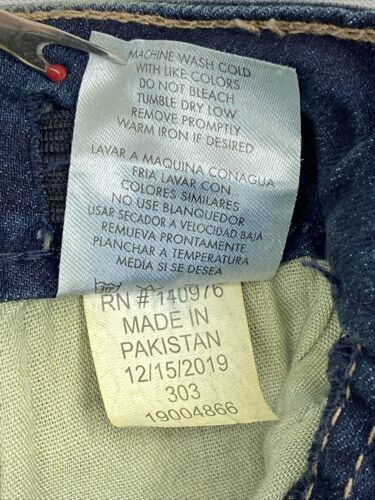 MACHINE WASH COLD
WITH LIKE COLORS
DO NOT BLEACH
TUMBLE DRY LOW
REMOVE PROMPTLY
WARM IRON IF DESIRED
LAVAR A MAQUINA CONAGUA
FRIA LAVAR CON
COLORES SIMILARES
NO USE BLANQUEDOR
USAR SECADOR A VELOCIDAD BAJA
REMUEVA PRONTAMENTE
PLANCHAR A TEMPERATURA
MEDIA SI SE DESEA
RN # 140976
MADE IN
PAKISTAN
12/15/2019
303
19004866